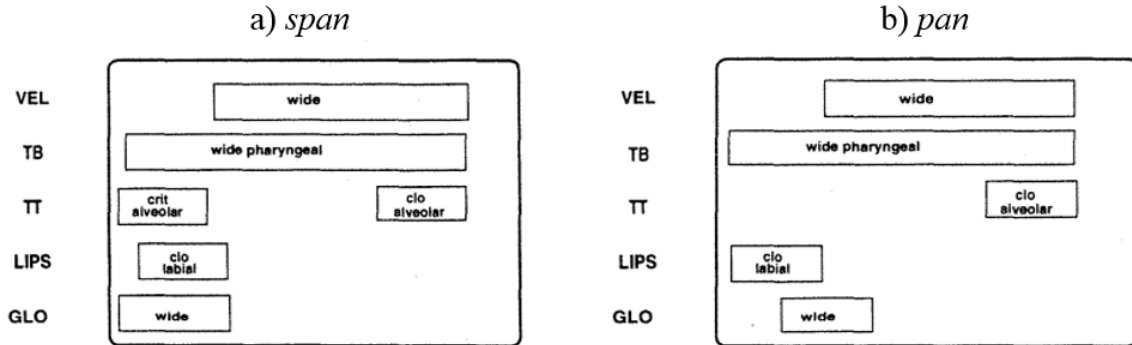 a) span
VEL
wide
TB
wide pharyngeal
TT
crit
alveolar
clo
alveolar
LIPS
clo
labial
GLO
wide
b) pan
VEL
wide
TB
wide pharyngeal
TT
clo
alveolar
LIPS
clo
labial
GLO
wide